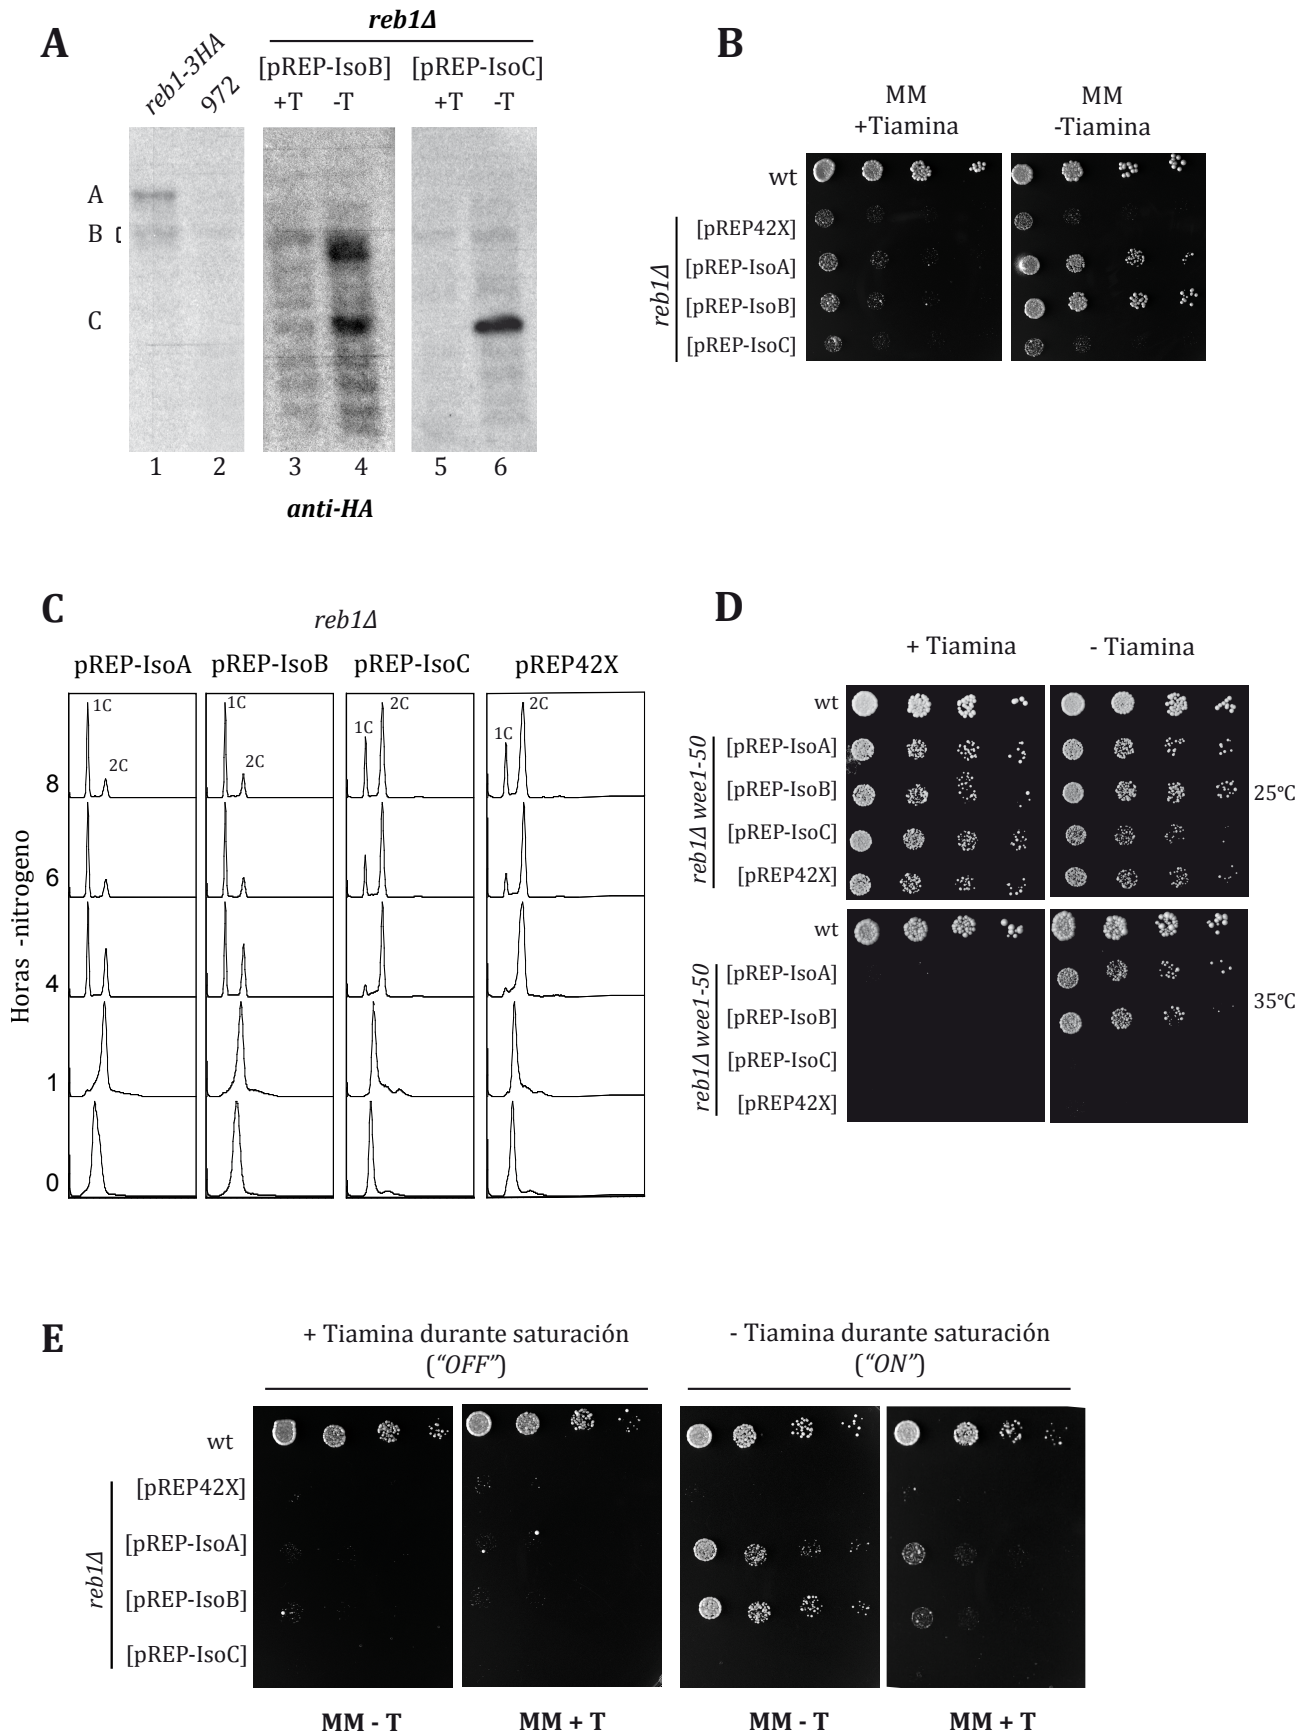 A
reb1Δ
reb1-3HA
972
[pREP-IsoB]
[pREP-IsoC]
+T
-T
+T
-T
A
B
C
1
2
3
4
5
6
anti-HA
B
MM
+Tiamina
MM
-Tiamina
wt
[pREP42X]
[pREP-IsoA]
[pREP-IsoB]
[pREP-IsoC]
reb1Δ
C
reb1Δ
pREP-IsoA
pREP-IsoB
pREP-IsoC
pREP42X
1C
2C
1C
2C
1C
2C
1C
2C
8
6
4
1
0
Horas -nitrogeno
D
+ Tiamina
- Tiamina
wt
[pREP-IsoA]
[pREP-IsoB]
[pREP-IsoC]
[pREP42X]
reb1Δ wee1-50
25°C
wt
[pREP-IsoA]
[pREP-IsoB]
[pREP-IsoC]
[pREP42X]
reb1Δ wee1-50
35°C
E
+ Tiamina durante saturación
("OFF")
- Tiamina durante saturación
("ON")
wt
[pREP42X]
[pREP-IsoA]
[pREP-IsoB]
[pREP-IsoC]
reb1Δ
MM - T
MM + T
MM - T
MM + T